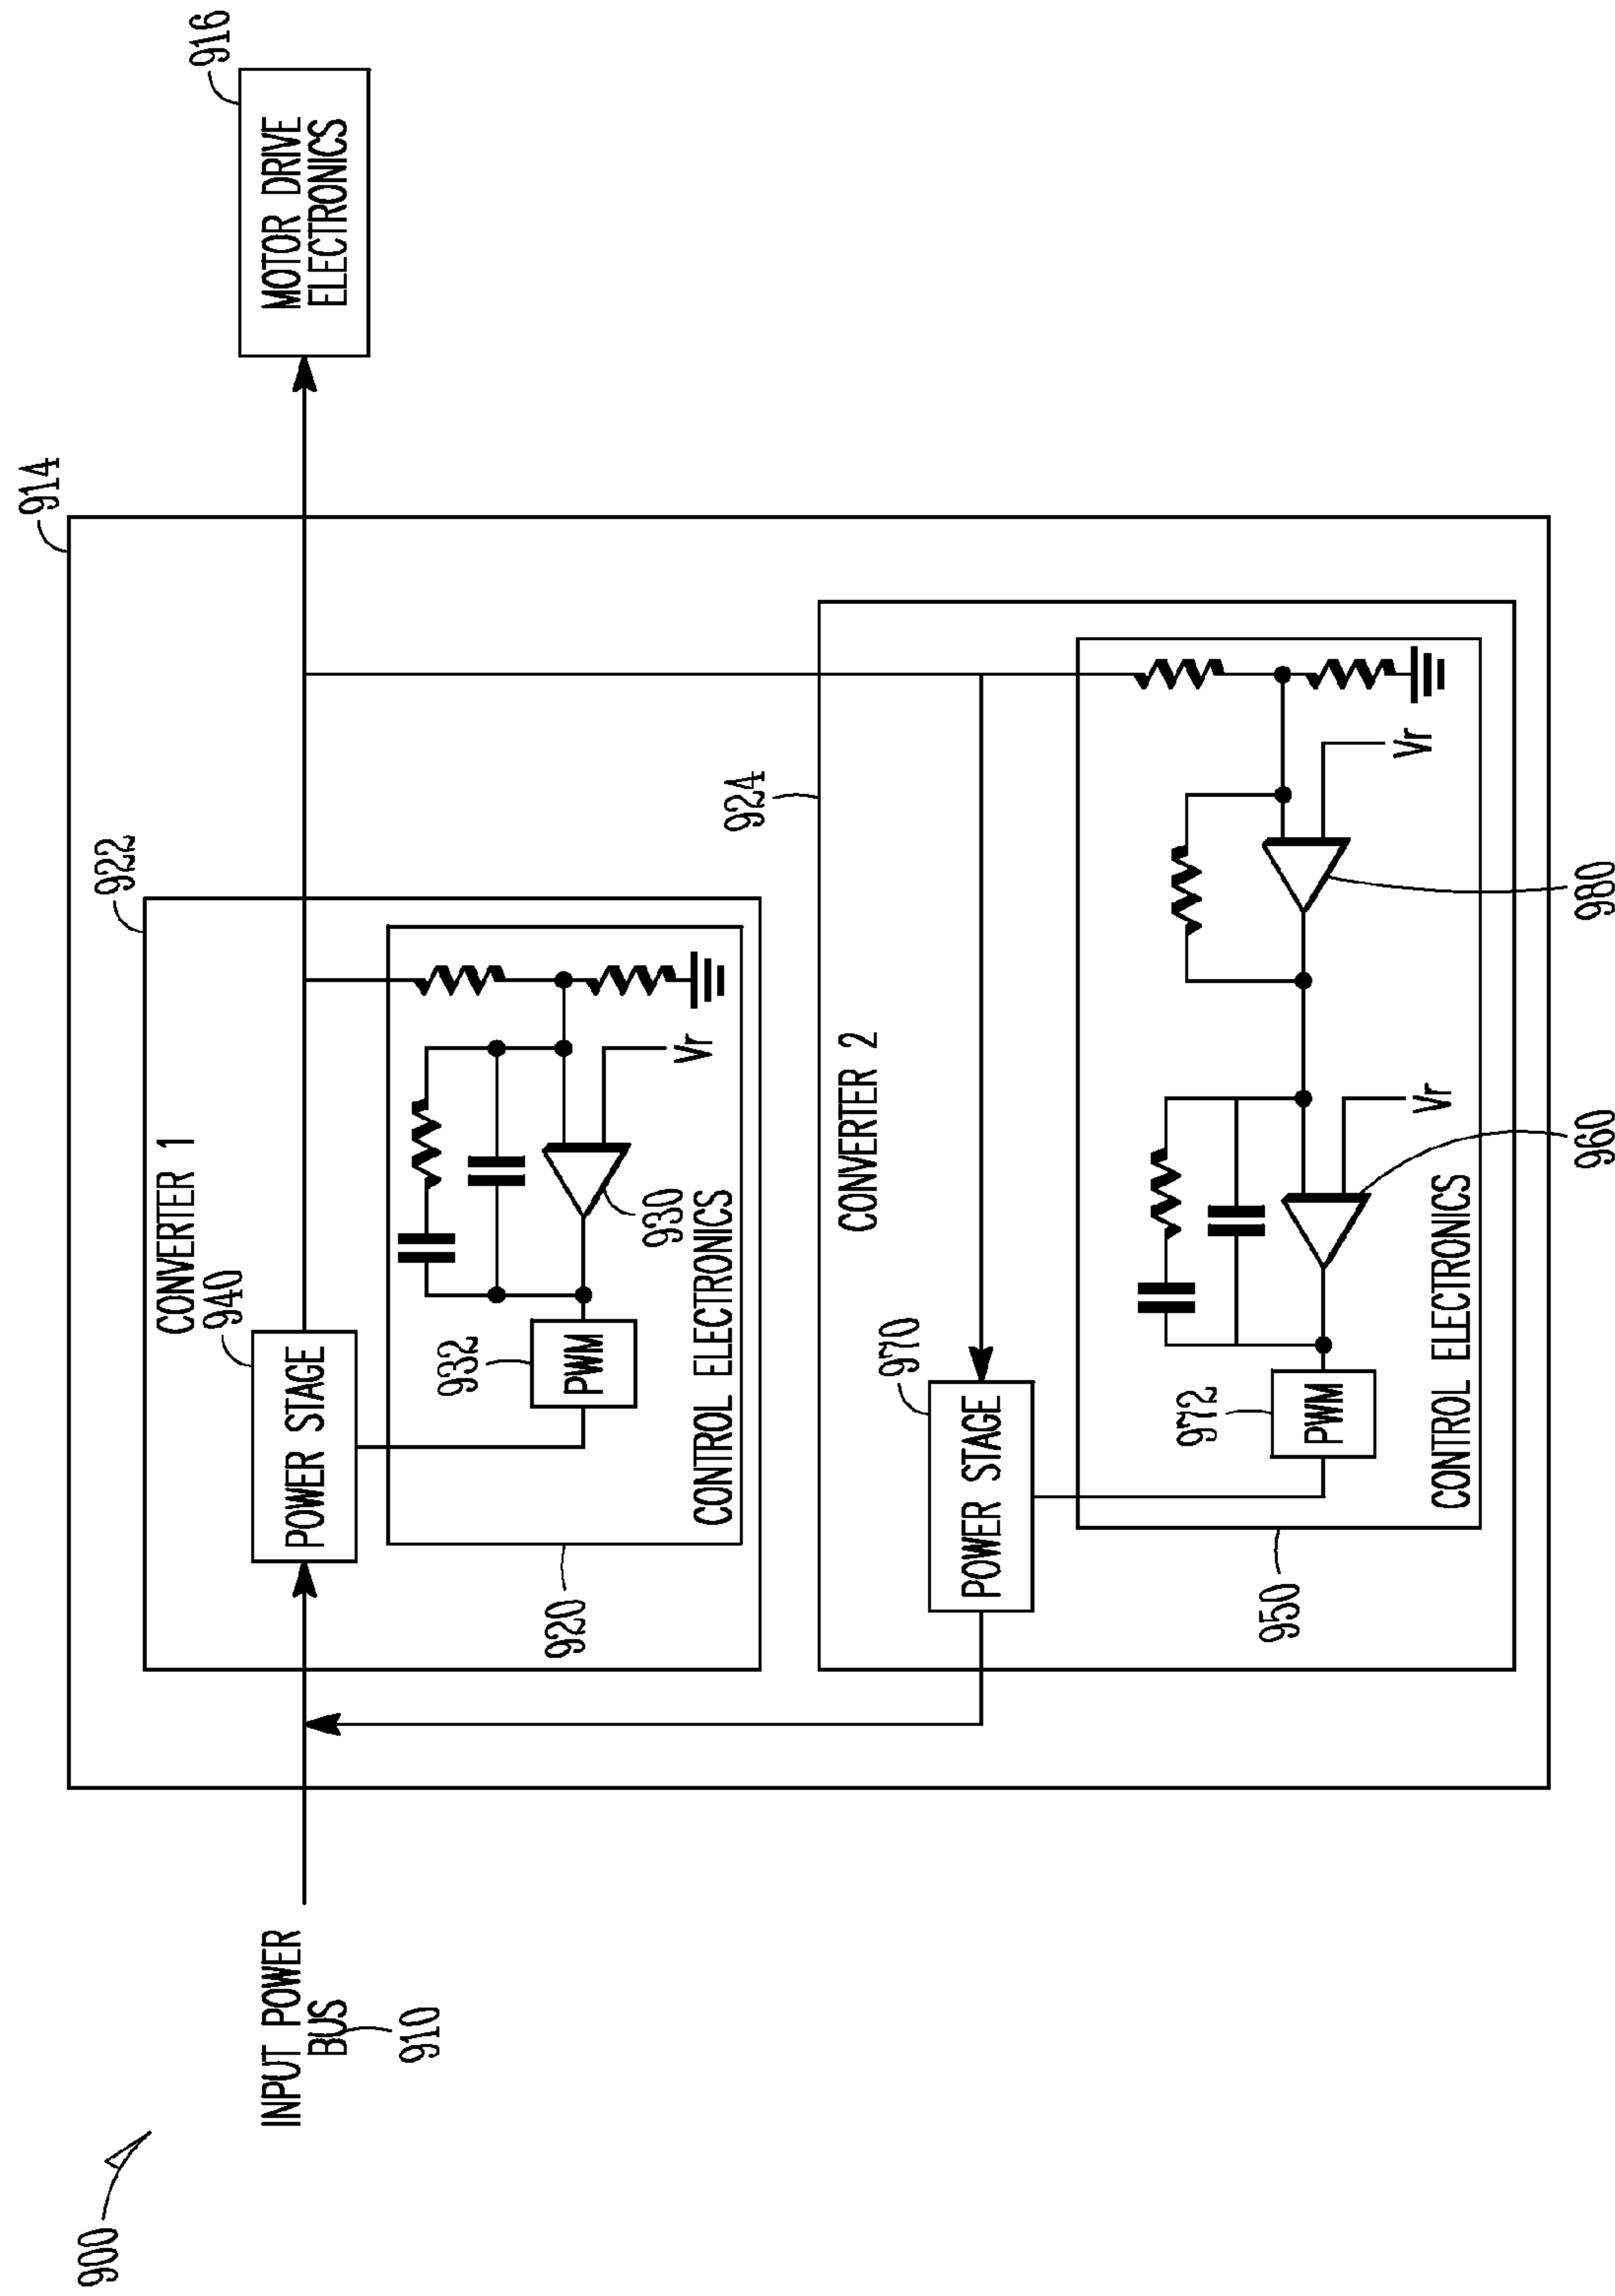 900
INPUT POWER
BUS
910
914
922
CONVERTER 1
940
POWER STAGE
932
PWM
930
Vr
CONTROL ELECTRONICS
920
916
MOTOR DRIVE
ELECTRONICS
924
CONVERTER 2
970
POWER STAGE
972
PWM
Vr
Vr
CONTROL ELECTRONICS
950
960
980